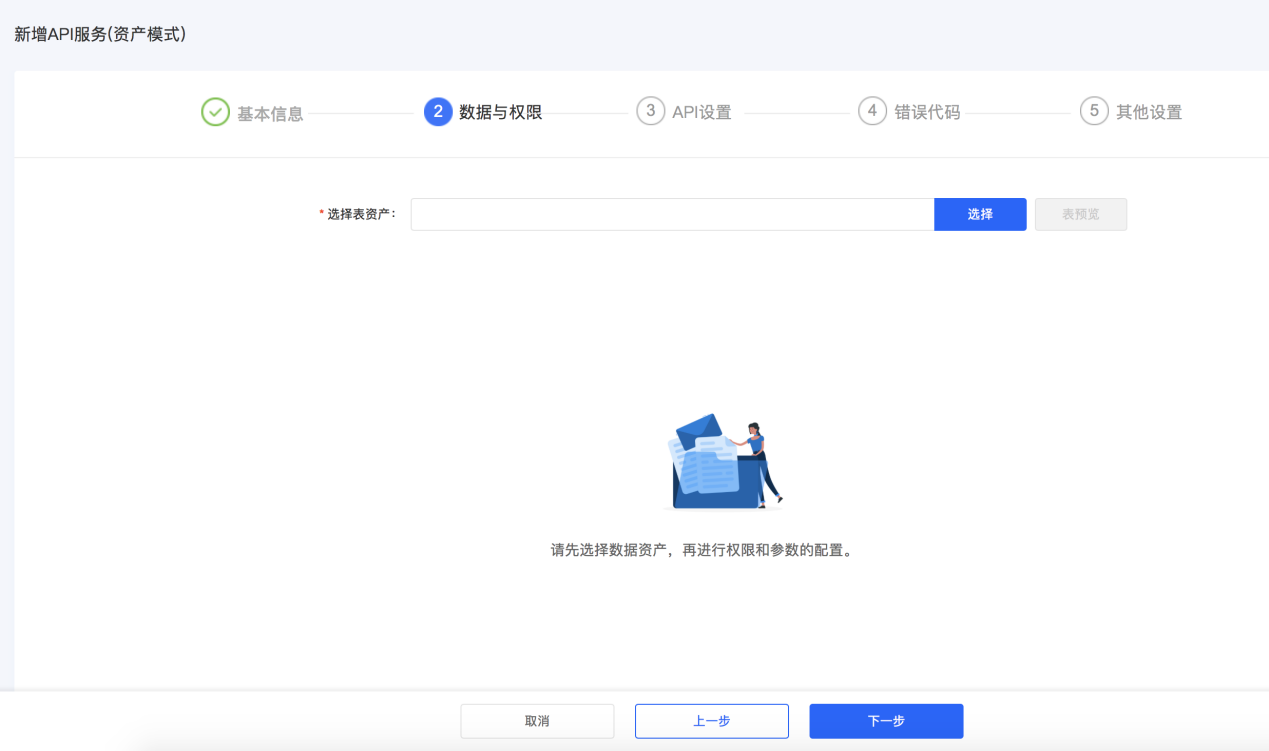 新增API服务(资产模式)
基本信息
2 数据与权限
3 API设置
4 错误代码
5 其他设置
* 选择表资产： 选择 表预览
请先选择数据资产，再进行权限和参数的配置。
取消 上一步 下一步